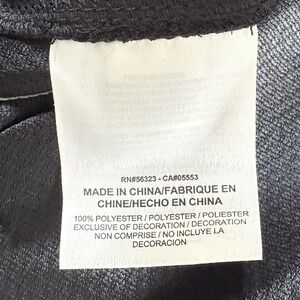 RN#56323 - CA#05553
MADE IN CHINA/FABRIQUE EN
CHINE/HECHO EN CHINA
100% POLYESTER / POLYESTER / POLIESTER
EXCLUSIVE OF DECORATION / DECORATION
NON COMPRISE / NO INCLUYE LA
DECORACION